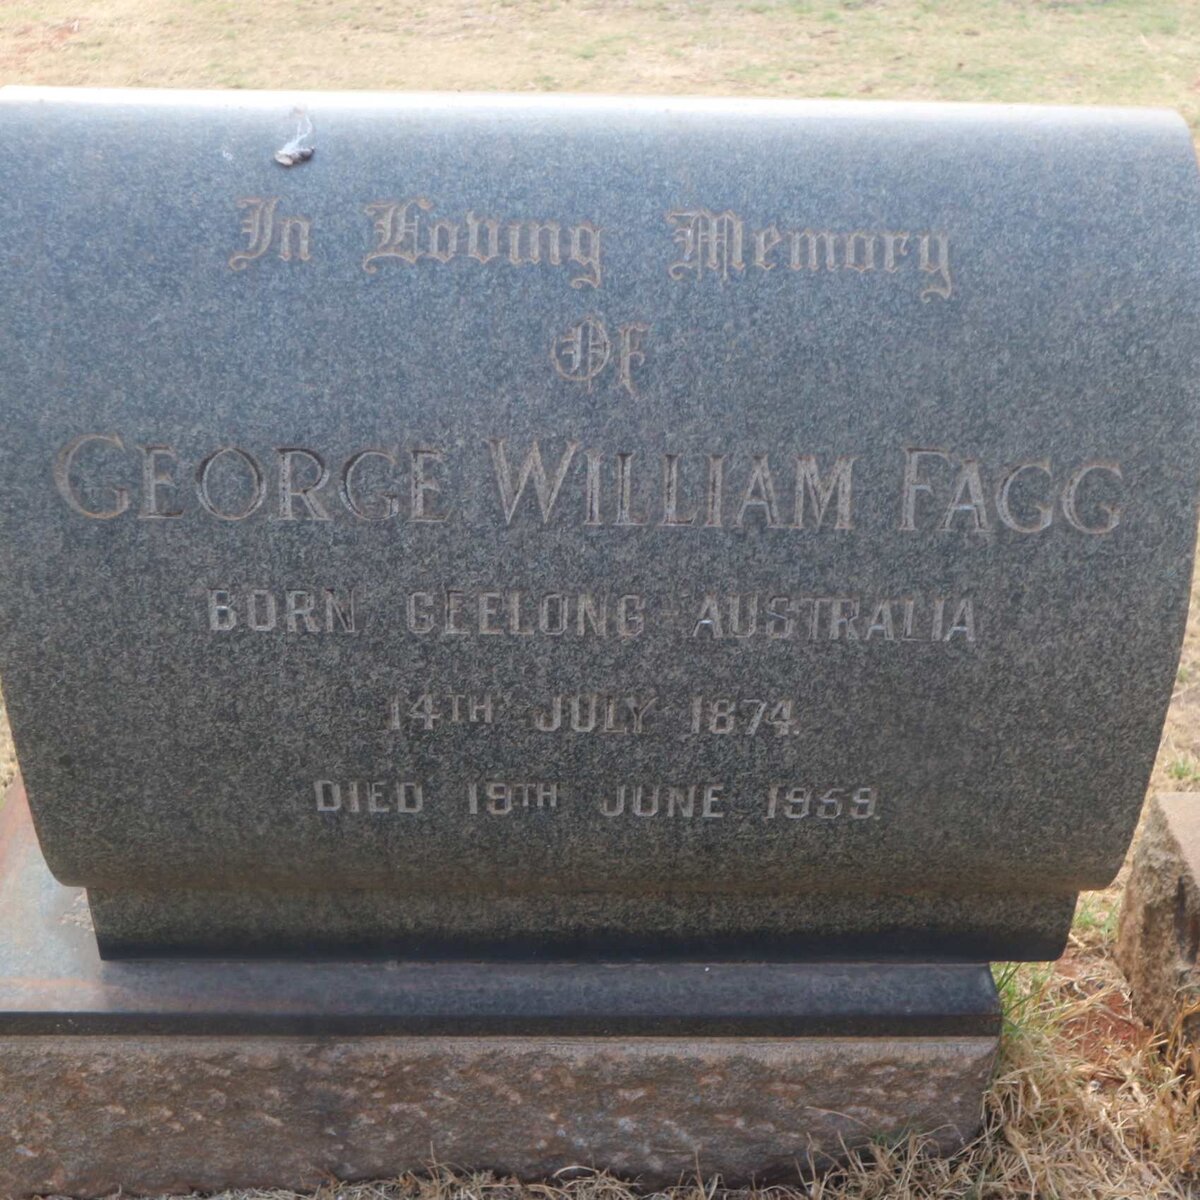 In Loving Memory
Of
GEORGE WILLIAM FAGG
BORN GEELONG - AUSTRALIA
14TH JULY 1874.
DIED 19TH JUNE 1959.